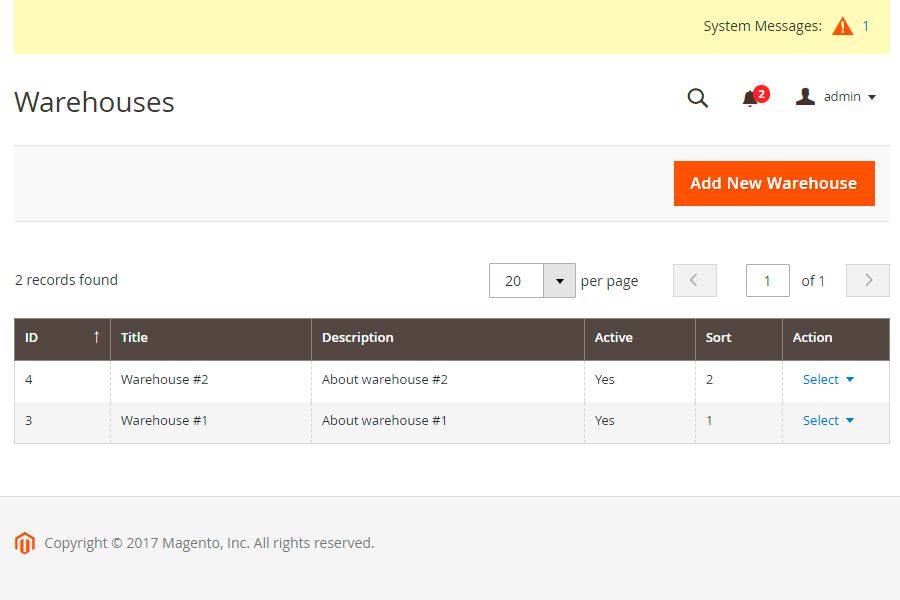 System Messages: 1
Warehouses
2
admin
Add New Warehouse
2 records found 20 per page 1 of 1
ID ↑ Title Description Active Sort Action
4 Warehouse #2 About warehouse #2 Yes 2 Select
3 Warehouse #1 About warehouse #1 Yes 1 Select
Copyright © 2017 Magento, Inc. All rights reserved.